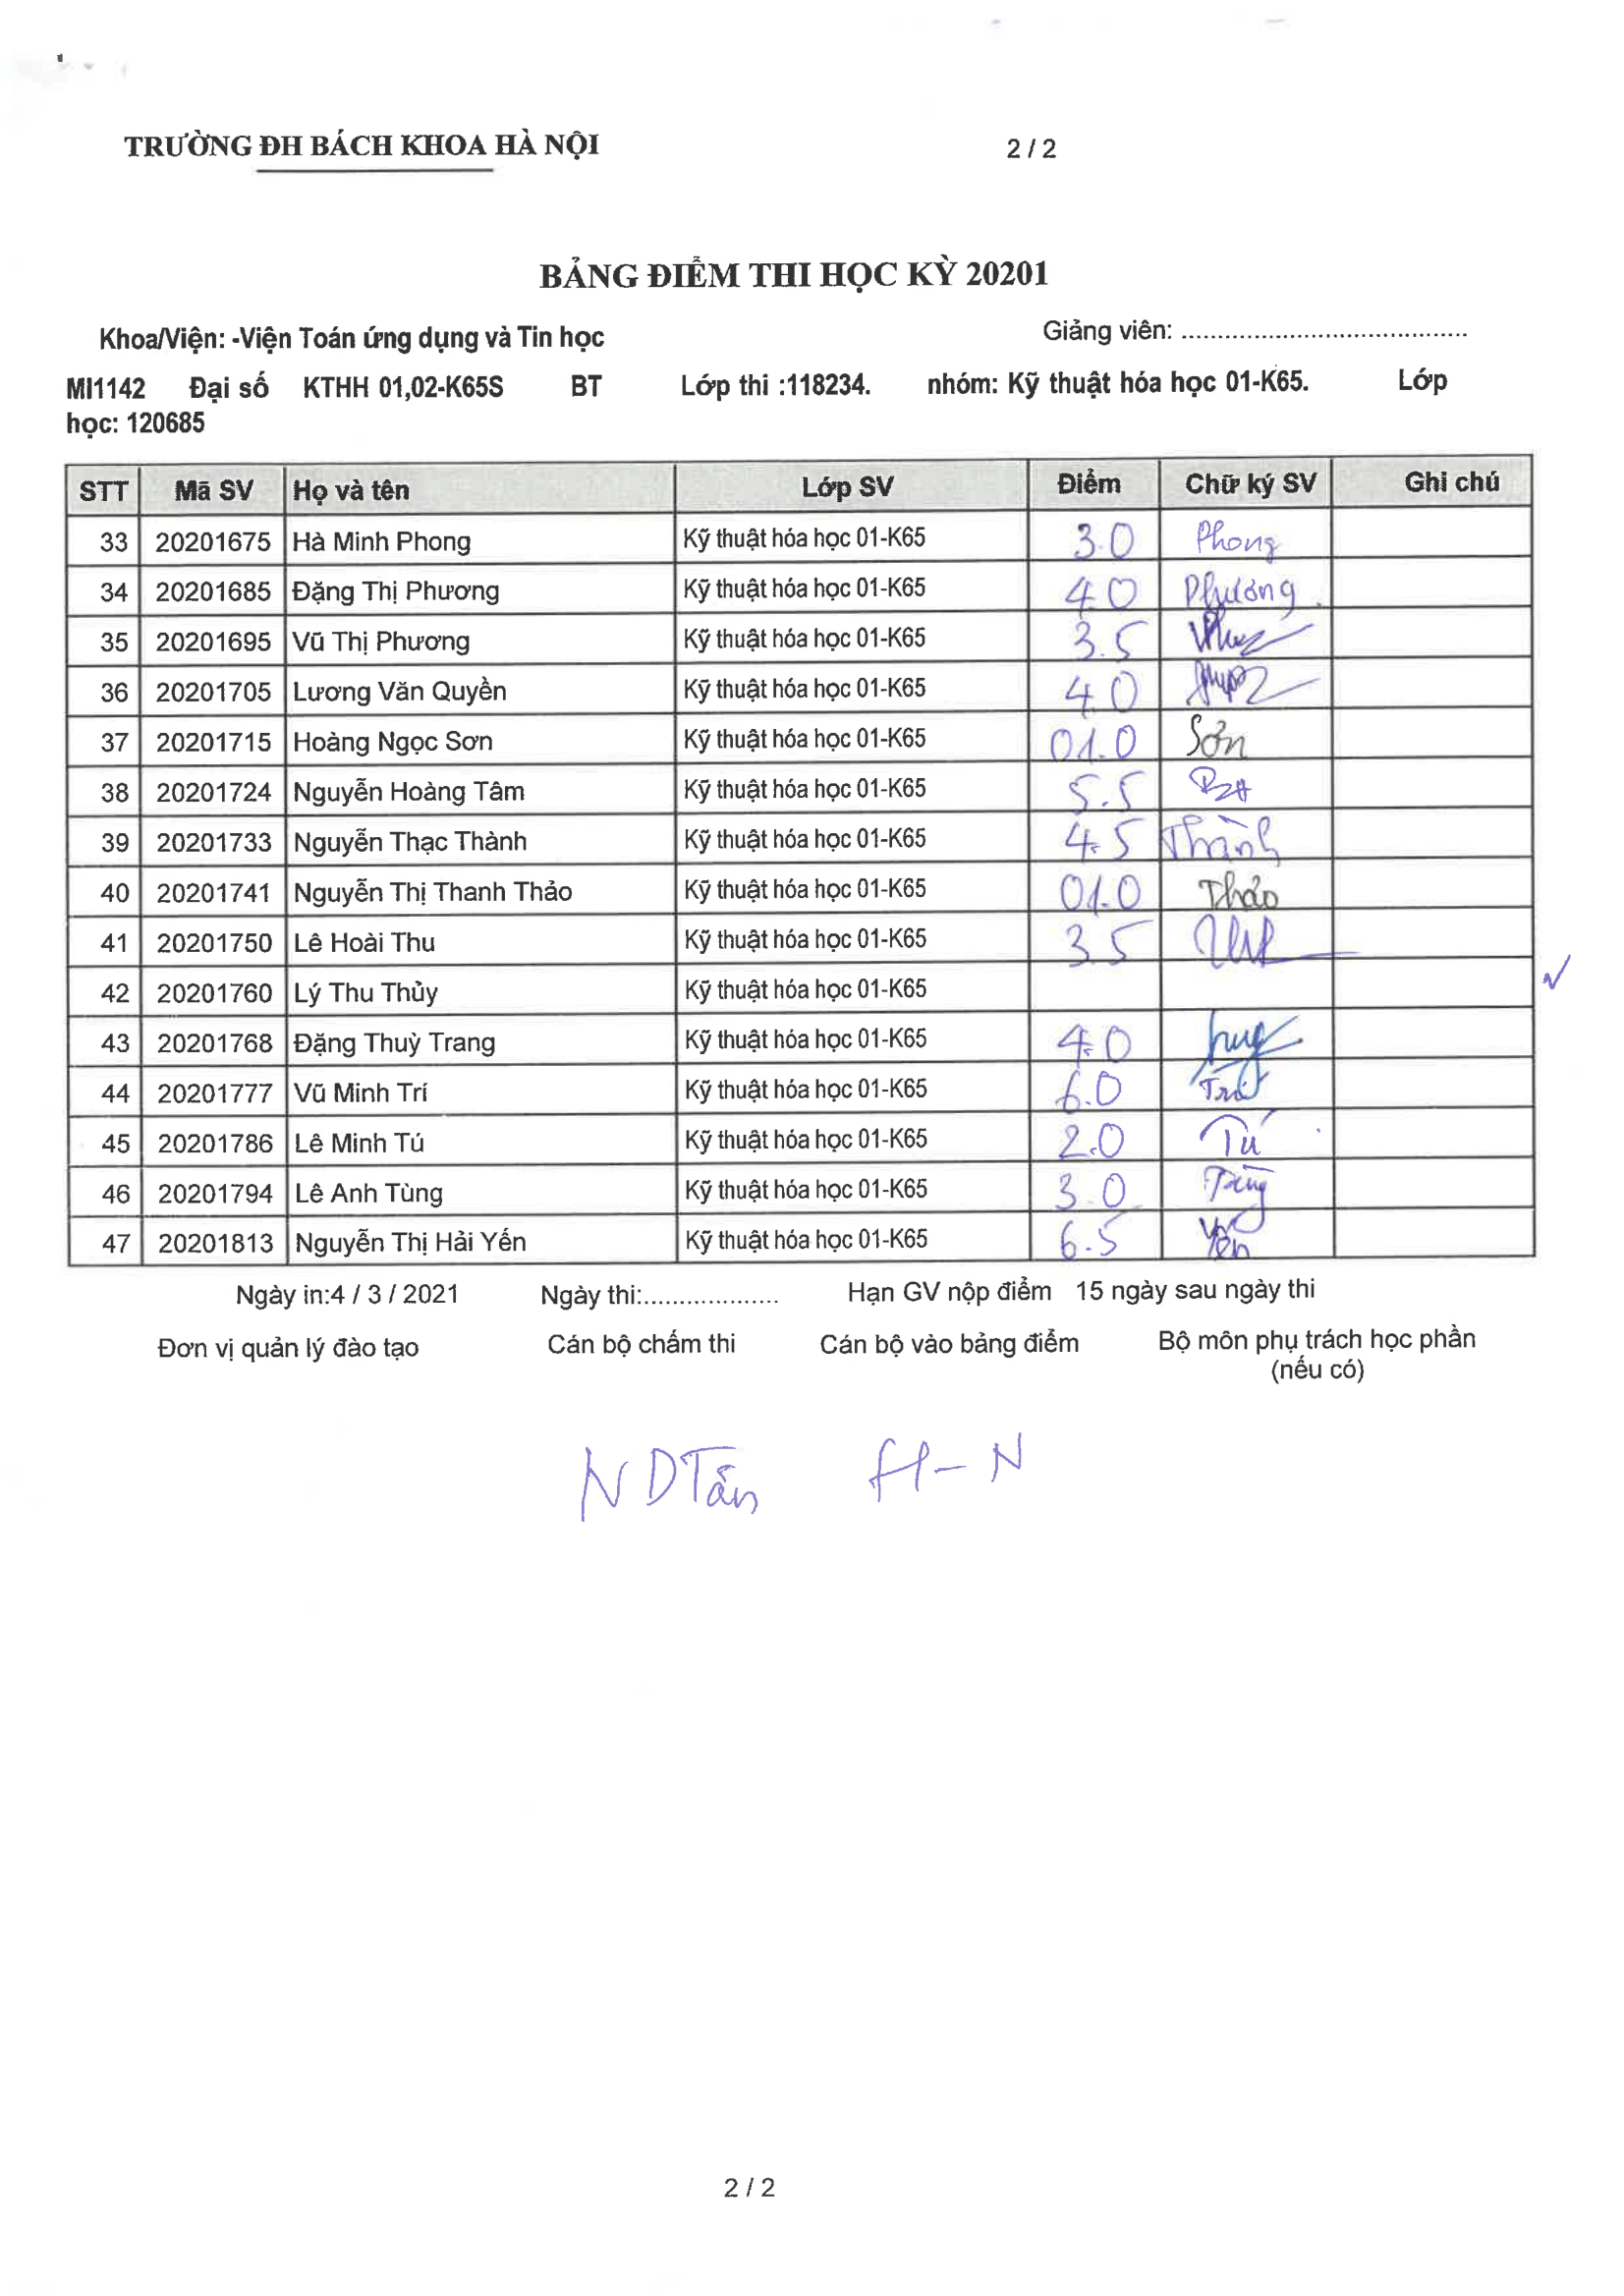 TRƯỜNG ĐH BÁCH KHOA HÀ NỘI 2 / 2
BẢNG ĐIỂM THI HỌC KỲ 20201
Khoa/Viện: -Viện Toán ứng dụng và Tin học Giảng viên: ......................................
MI1142 Đại số KTHH 01,02-K65S BT Lớp thi :118234. nhóm: Kỹ thuật hóa học 01-K65. Lớp
học: 120685
STT Mã SV Họ và tên Lớp SV Điểm Chữ ký SV Ghi chú
33 20201675 Hà Minh Phong Kỹ thuật hóa học 01-K65 3.0 Phong
34 20201685 Đặng Thị Phương Kỹ thuật hóa học 01-K65 4.0 Phương
35 20201695 Vũ Thị Phương Kỹ thuật hóa học 01-K65 3.5
36 20201705 Lương Văn Quyền Kỹ thuật hóa học 01-K65 4.0
37 20201715 Hoàng Ngọc Sơn Kỹ thuật hóa học 01-K65 01.0 Sơn
38 20201724 Nguyễn Hoàng Tâm Kỹ thuật hóa học 01-K65 5.5
39 20201733 Nguyễn Thạc Thành Kỹ thuật hóa học 01-K65 4.5 Thành
40 20201741 Nguyễn Thị Thanh Thảo Kỹ thuật hóa học 01-K65 01.0 Thảo
41 20201750 Lê Hoài Thu Kỹ thuật hóa học 01-K65 3.5
42 20201760 Lý Thu Thủy Kỹ thuật hóa học 01-K65
43 20201768 Đặng Thuỳ Trang Kỹ thuật hóa học 01-K65 4.0
44 20201777 Vũ Minh Trí Kỹ thuật hóa học 01-K65 6.0 Trí
45 20201786 Lê Minh Tú Kỹ thuật hóa học 01-K65 2.0 Tú
46 20201794 Lê Anh Tùng Kỹ thuật hóa học 01-K65 3.0 Tùng
47 20201813 Nguyễn Thị Hải Yến Kỹ thuật hóa học 01-K65 6.5 Yến
Ngày in:4 / 3 / 2021 Ngày thi:................... Hạn GV nộp điểm 15 ngày sau ngày thi
Đơn vị quản lý đào tạo Cán bộ chấm thi Cán bộ vào bảng điểm Bộ môn phụ trách học phần
(nếu có)
NDTấn
2 / 2